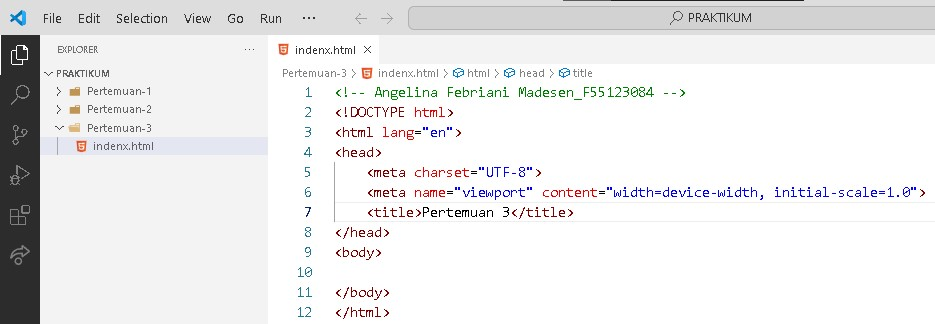 File Edit Selection View Go Run ... PRAKTIKUM
EXPLORER ...
PRAKTIKUM
Pertemuan-1
Pertemuan-2
Pertemuan-3
indenx.html
indenx.html
Pertemuan-3 > indenx.html > html > head > title
1 <!-- Angelina Febriani Madesen_F55123084 -->
2 <!DOCTYPE html>
3 <html lang="en">
4 <head>
5 <meta charset="UTF-8">
6 <meta name="viewport" content="width=device-width, initial-scale=1.0">
7 <title>Pertemuan 3</title>
8 </head>
9 <body>
10
11 </body>
12 </html>